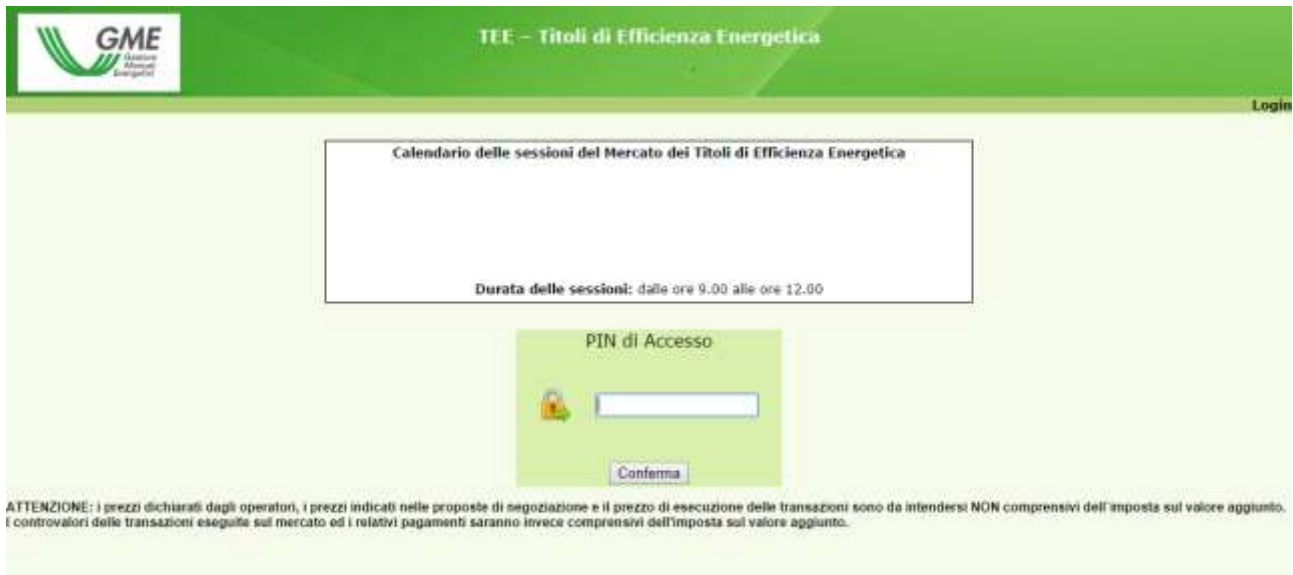 GME
Gestore
Mercati
Energetici
TEE – Titoli di Efficienza Energetica
Login
Calendario delle sessioni del Mercato dei Titoli di Efficienza Energetica
Durata delle sessioni: dalle ore 9.00 alle ore 12.00
PIN di Accesso
Conferma
ATTENZIONE: i prezzi dichiarati dagli operatori, i prezzi indicati nelle proposte di negoziazione e il prezzo di esecuzione delle transazioni sono da intendersi NON comprensivi dell'imposta sul valore aggiunto.
I controvalori delle transazioni eseguite sul mercato ed i relativi pagamenti saranno invece comprensivi dell'imposta sul valore aggiunto.